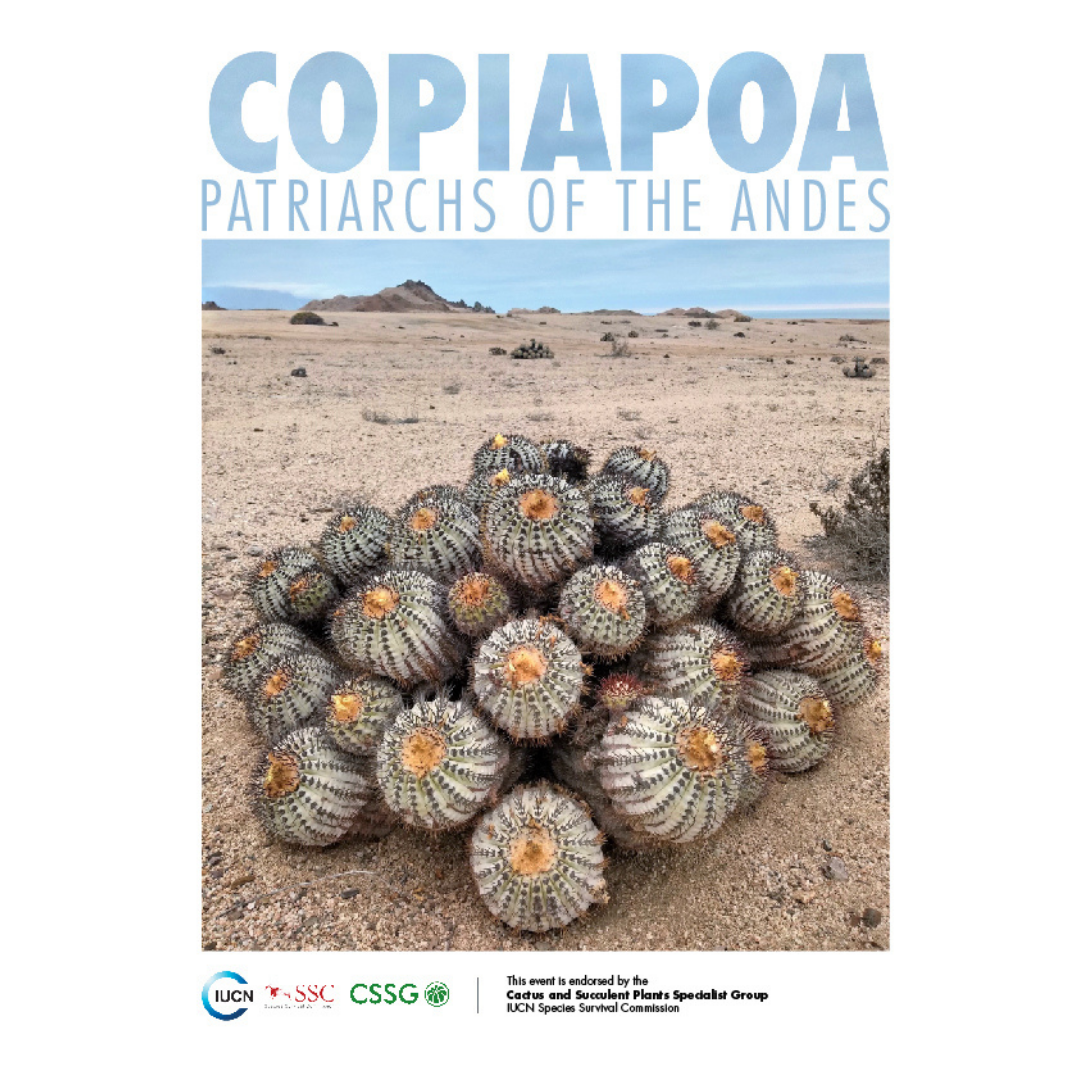 COPIAPOA
PATRIARCHS OF THE ANDES
IUCN
SSC
CSSG
This event is endorsed by the
Cactus and Succulent Plants Specialist Group
IUCN Species Survival Commission